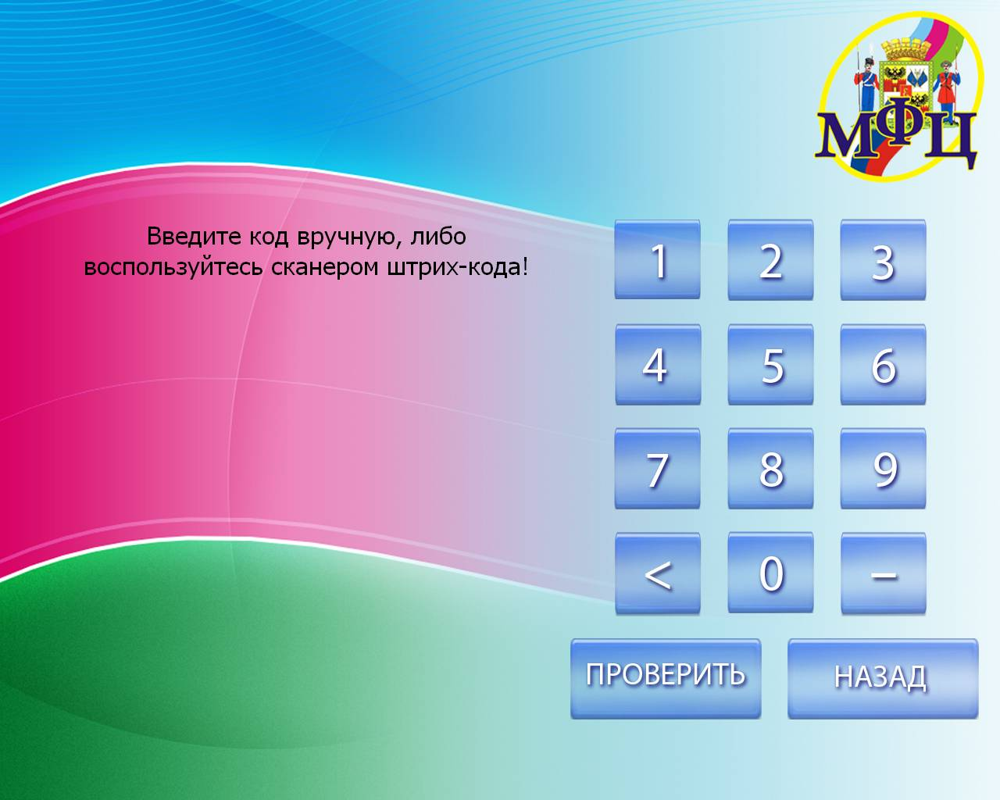 МФЦ
Введите код вручную, либо
воспользуйтесь сканером штрих-кода!
1 2 3
4 5 6
7 8 9
< 0 –
ПРОВЕРИТЬ НАЗАД